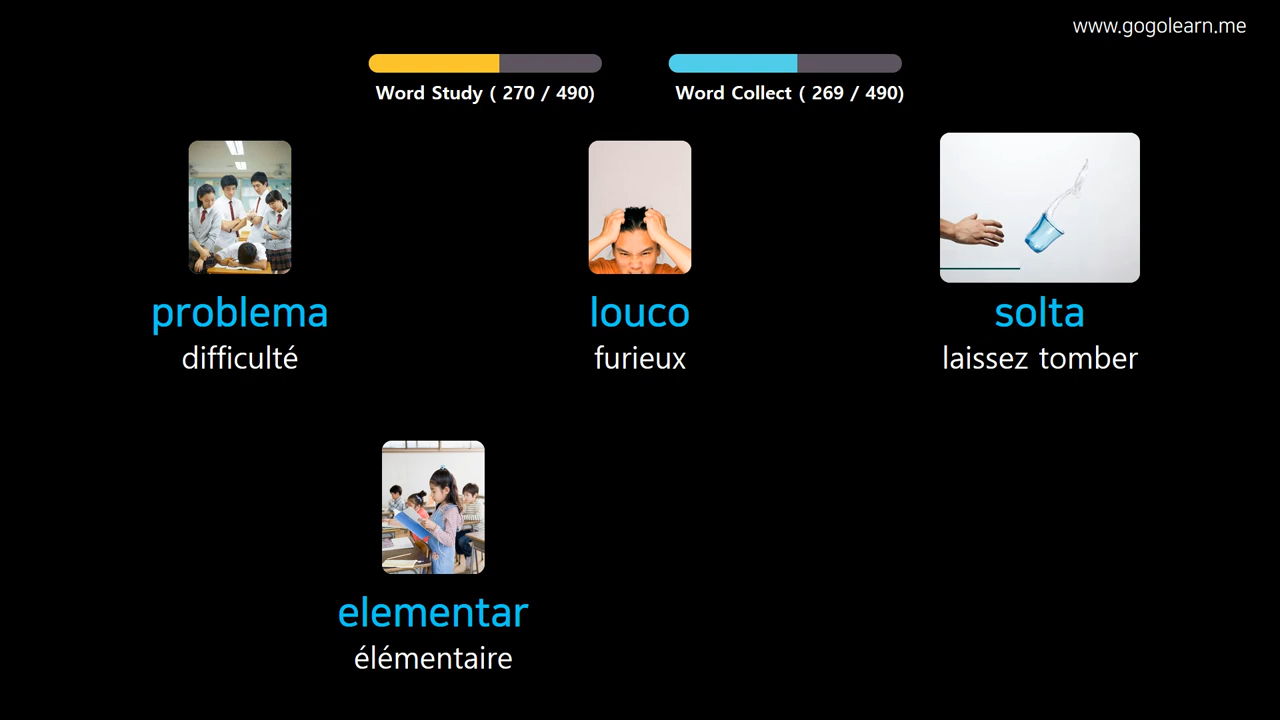 www.gogolearn.me
Word Study ( 270 / 490)
Word Collect ( 269 / 490)
problema
difficulté
louco
furieux
solta
laissez tomber
elementar
élémentaire